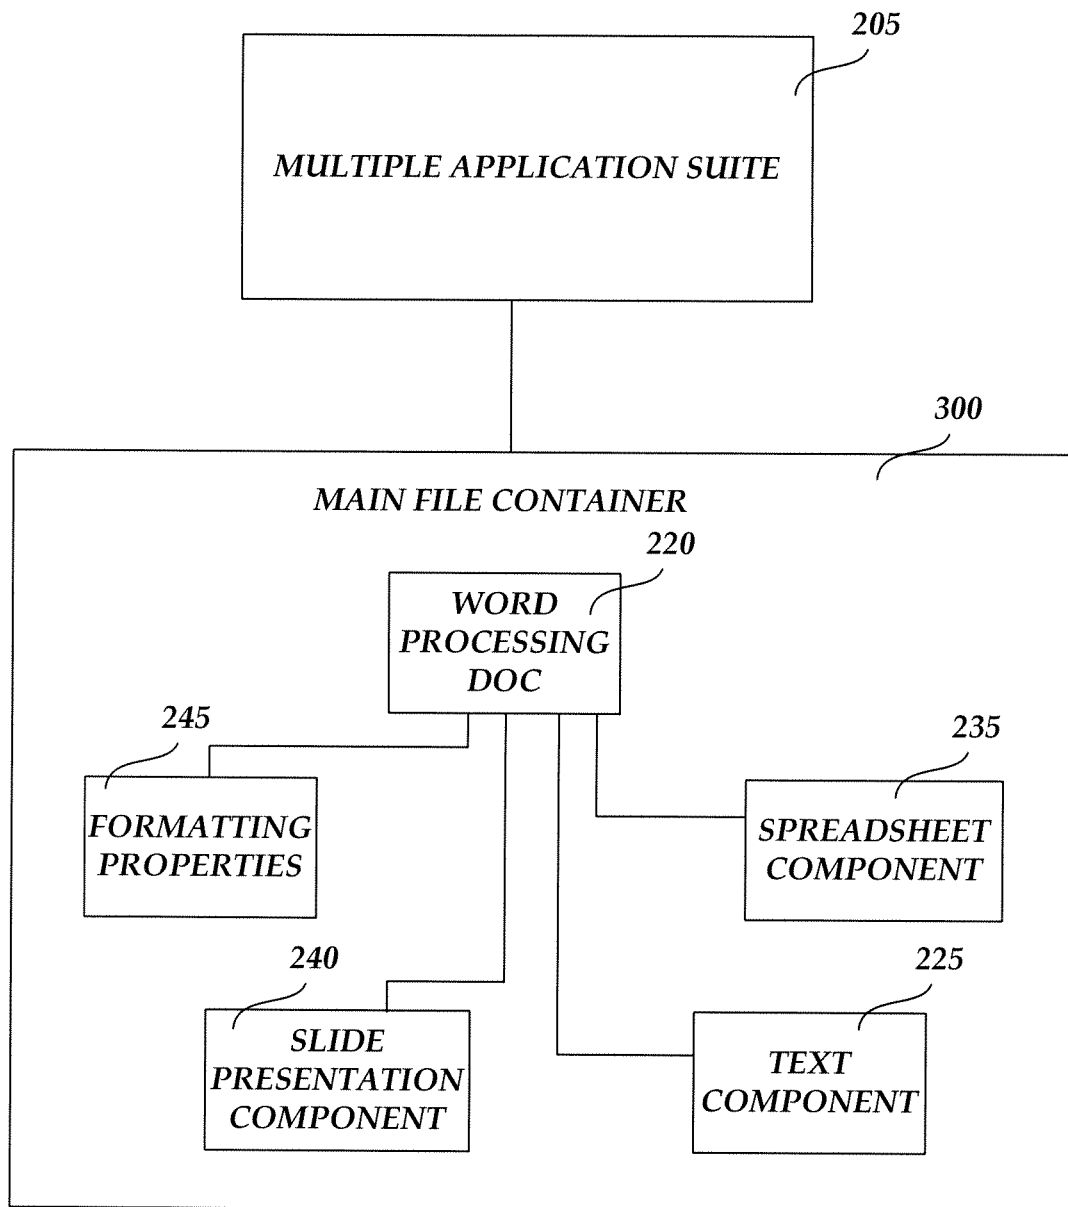 205
MULTIPLE APPLICATION SUITE
300
MAIN FILE CONTAINER
220
WORD
PROCESSING
DOC
245
FORMATTING
PROPERTIES
235
SPREADSHEET
COMPONENT
240
SLIDE
PRESENTATION
COMPONENT
225
TEXT
COMPONENT